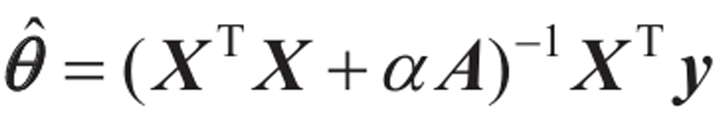 θ̂ = (XᵀX + αA)⁻¹Xᵀy